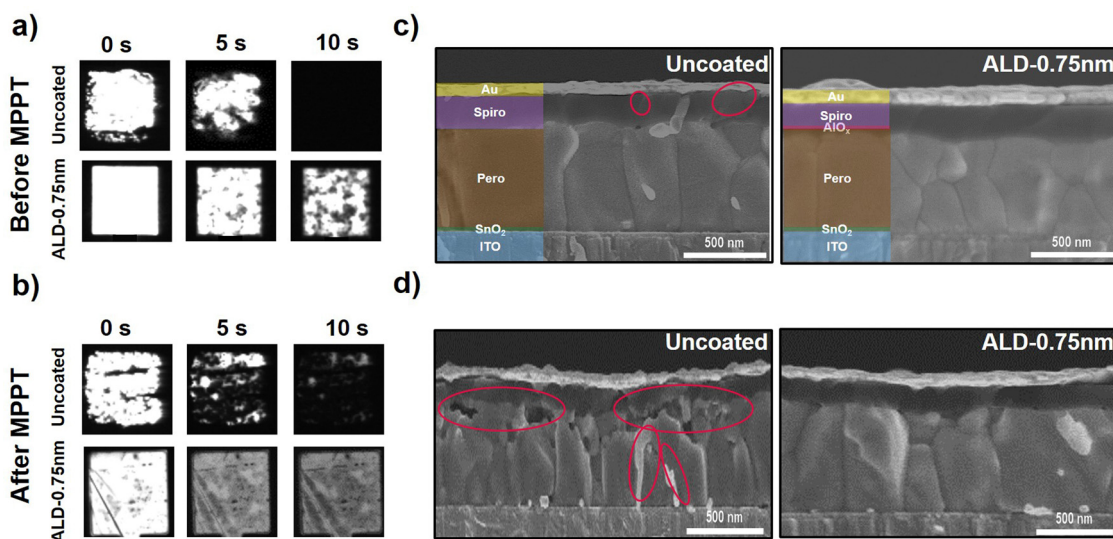 a)
0 s 5 s 10 s
Before MPPT
Uncoated
ALD-0.75nm
b)
0 s 5 s 10 s
After MPPT
Uncoated
ALD-0.75nm
c)
Uncoated
Au
Spiro
Pero
SnO₂
ITO
500 nm
ALD-0.75nm
Au
Spiro
AlOₓ
Pero
SnO₂
ITO
500 nm
d)
Uncoated
500 nm
ALD-0.75nm
500 nm